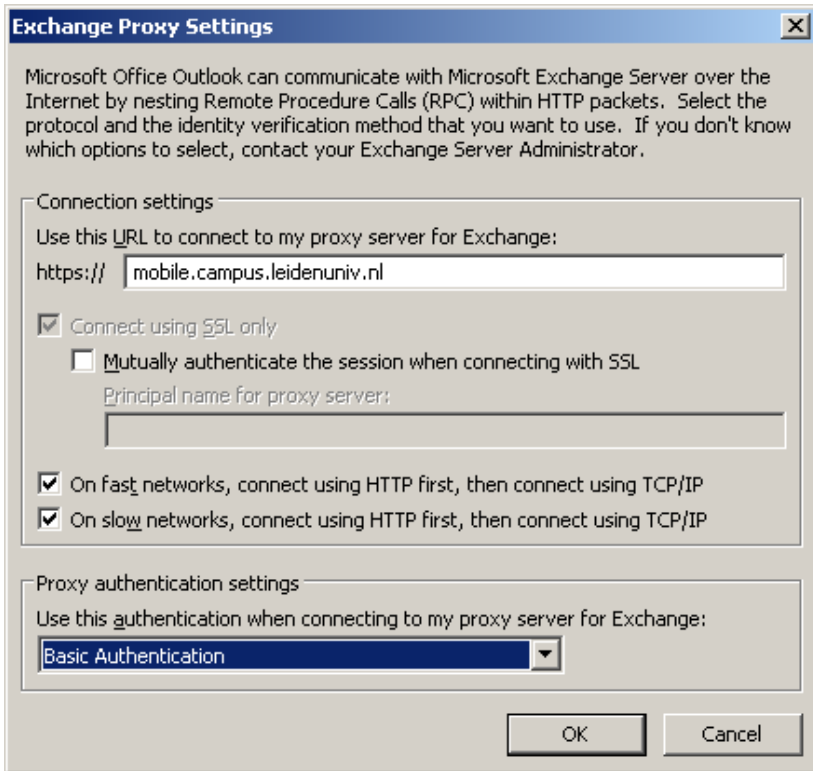 Exchange Proxy Settings
Microsoft Office Outlook can communicate with Microsoft Exchange Server over the
Internet by nesting Remote Procedure Calls (RPC) within HTTP packets. Select the
protocol and the identity verification method that you want to use. If you don't know
which options to select, contact your Exchange Server Administrator.
Connection settings
Use this URL to connect to my proxy server for Exchange:
https:// mobile.campus.leidenuniv.nl
Connect using SSL only
Mutually authenticate the session when connecting with SSL
Principal name for proxy server:
On fast networks, connect using HTTP first, then connect using TCP/IP
On slow networks, connect using HTTP first, then connect using TCP/IP
Proxy authentication settings
Use this authentication when connecting to my proxy server for Exchange:
Basic Authentication
OK Cancel